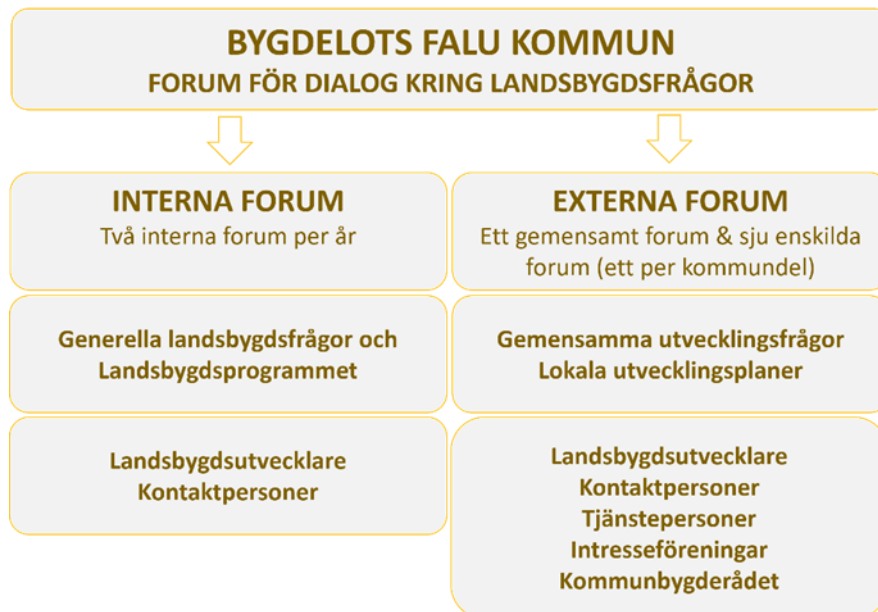 BYGDELOTS FALU KOMMUN
FORUM FÖR DIALOG KRING LANDSBYGDSFRÅGOR
INTERNA FORUM
Två interna forum per år
EXTERNA FORUM
Ett gemensamt forum & sju enskilda
forum (ett per kommundel)
Generella landsbygdsfrågor och
Landsbygdsprogrammet
Gemensamma utvecklingsfrågor
Lokala utvecklingsplaner
Landsbygdsutvecklare
Kontaktpersoner
Landsbygdsutvecklare
Kontaktpersoner
Tjänstepersoner
Intresseföreningar
Kommunbygderådet